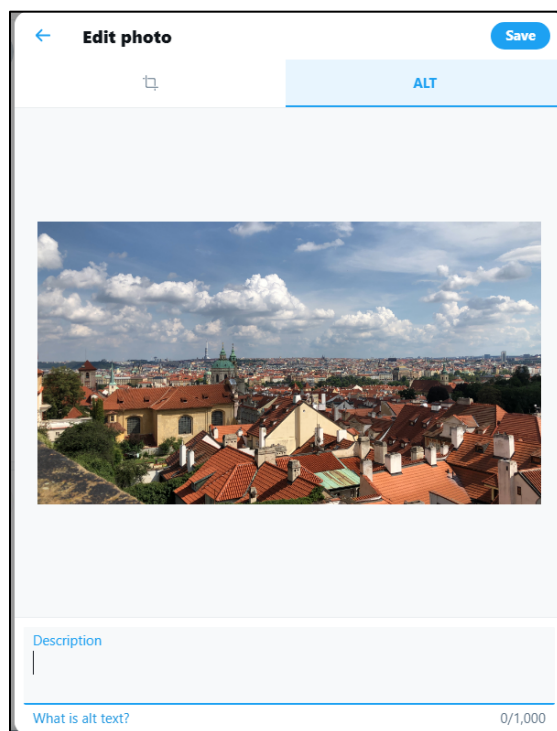 Edit photo
Save
ALT
Description
What is alt text?
0/1,000